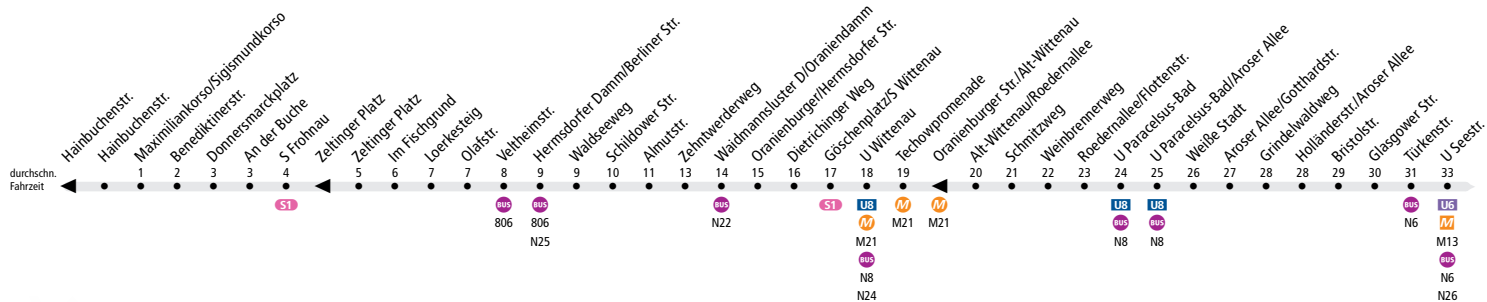 Hainbuchenstr.
Hainbuchenstr.
Maximiliankorso/Sigismundkorso
Benediktinerstr.
Donnersmarckplatz
An der Buche
S Frohnau
Zeltinger Platz
Zeltinger Platz
Im Fischgrund
Loerkesteig
Olafstr.
Veltheimstr.
Hermsdorfer Damm/Berliner Str.
Waldseeweg
Schildower Str.
Almutstr.
Zehntwerderweg
Waidmannsluster D/Oraniendamm
Oranienburger/Hermsdorfer Str.
Dietrichinger Weg
Göschenplatz/S Wittenau
U Wittenau
Techowpromenade
Oranienburger Str./Alt-Wittenau
Alt-Wittenau/Roedernallee
Schmitzweg
Weinbrennerweg
Roedernallee/Flottenstr.
U Paracelsus-Bad
U Paracelsus-Bad/Aroser Allee
Weiße Stadt
Aroser Allee/Gotthardstr.
Grindelwaldweg
Holländerstr./Aroser Allee
Bristolstr.
Glasgower Str.
Türkenstr.
U Seestr.
durchschn.
Fahrzeit
1 2 3 3 4 5 6 7 7 8 9 9 10 11 13 14 15 16 17 18 19 20 21 22 23 24 25 26 27 28 28 29 30 31 33
S1 BUS BUS BUS S1 U8 M M U8 U8 BUS U6
806 806 N22 M M21 M21 BUS BUS N6 M
N25 M21 N8 N8 M13
BUS BUS
N8 N6
N24 N26